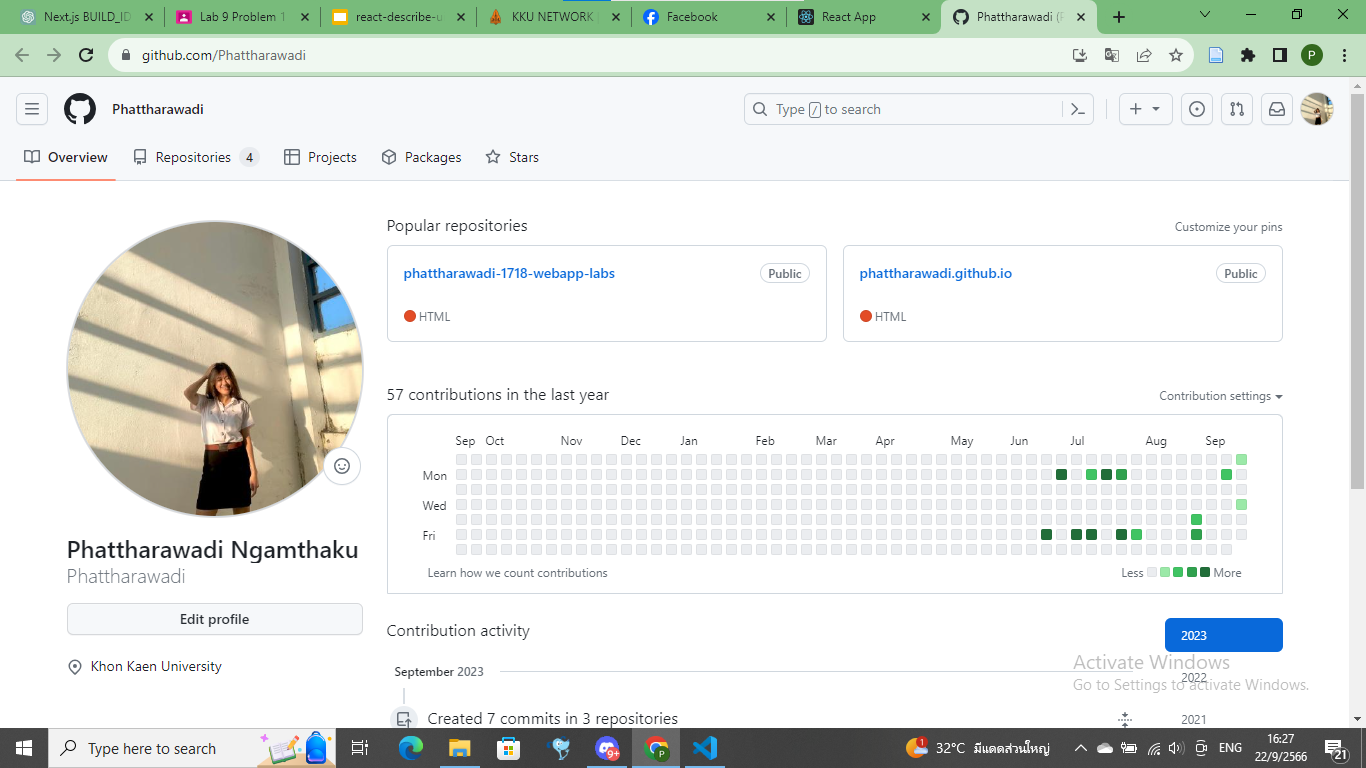 Next.js BUILD_ID
Lab 9 Problem 1
react-describe-u
KKU NETWORK
Facebook
React App
Phattharawadi (P
github.com/Phattharawadi
P
Phattharawadi
Type / to search
Overview
Repositories 4
Projects
Packages
Stars
Popular repositories
Customize your pins
phattharawadi-1718-webapp-labs
Public
HTML
phattharawadi.github.io
Public
HTML
57 contributions in the last year
Contribution settings
Sep Oct Nov Dec Jan Feb Mar Apr May Jun Jul Aug Sep
Mon
Wed
Fri
Learn how we count contributions
Less More
Phattharawadi Ngamthaku
Phattharawadi
Edit profile
Khon Kaen University
Contribution activity
2023
September 2023
2022
Created 7 commits in 3 repositories
2021
Activate Windows
Go to Settings to activate Windows.
Type here to search
9+
P
1
32°C มีแดดส่วนใหญ่
ENG
16:27
22/9/2566
21